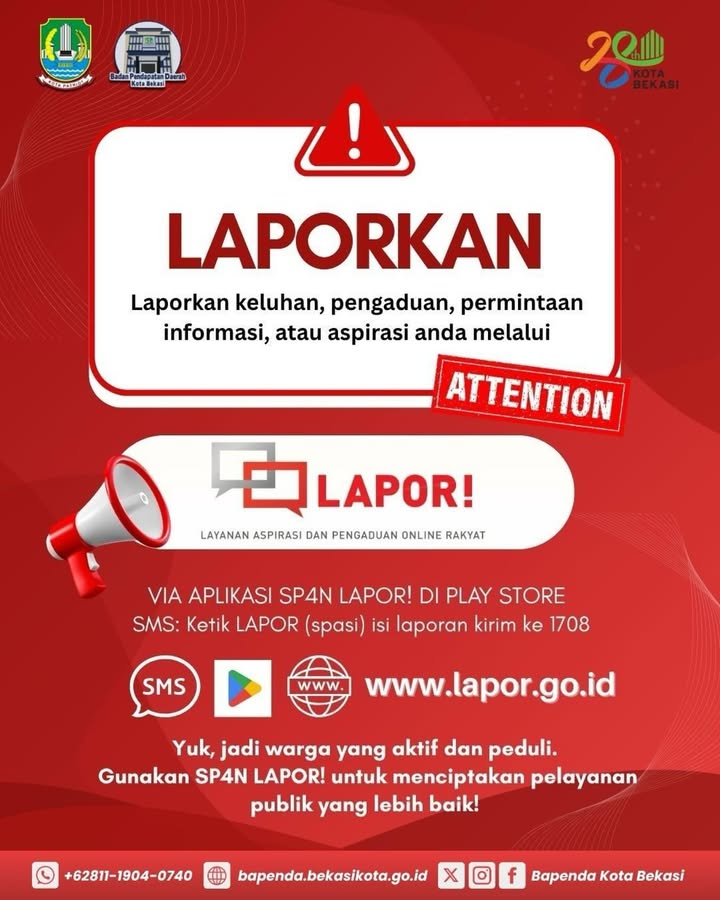 KOTA PATRIOT
Badan Pendapatan Daerah
Kota Bekasi
28th
KOTA
BEKASI
!
LAPORKAN
Laporkan keluhan, pengaduan, permintaan
informasi, atau aspirasi anda melalui
ATTENTION
LAPOR!
LAYANAN ASPIRASI DAN PENGADUAN ONLINE RAKYAT
VIA APLIKASI SP4N LAPOR! DI PLAY STORE
SMS: Ketik LAPOR (spasi) isi laporan kirim ke 1708
SMS
www.
www.lapor.go.id
Yuk, jadi warga yang aktif dan peduli.
Gunakan SP4N LAPOR! untuk menciptakan pelayanan
publik yang lebih baik!
+62811-1904-0740 bapenda.bekasikota.go.id Bapenda Kota Bekasi